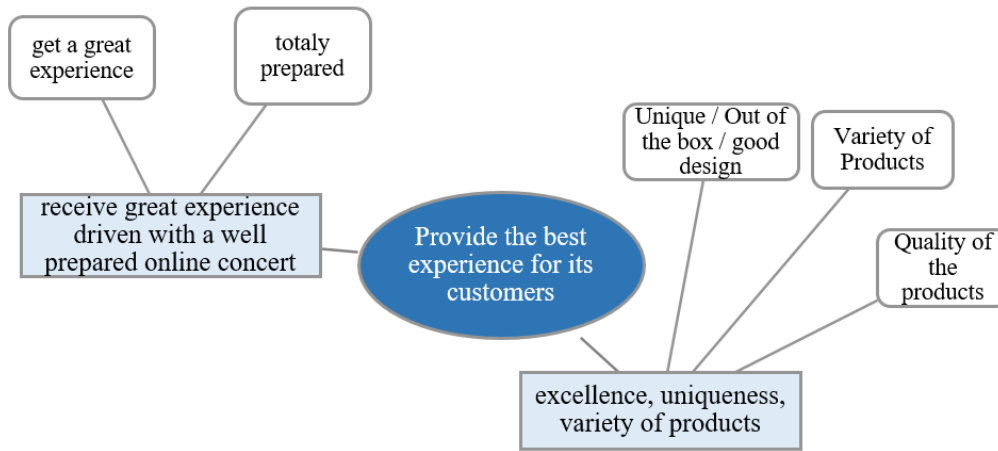 get a great
experience
totaly
prepared
Unique / Out of
the box / good
design
Variety of
Products
receive great experience
driven with a well
prepared online concert
Provide the best
experience for its
customers
Quality of
the
products
excellence, uniqueness,
variety of products